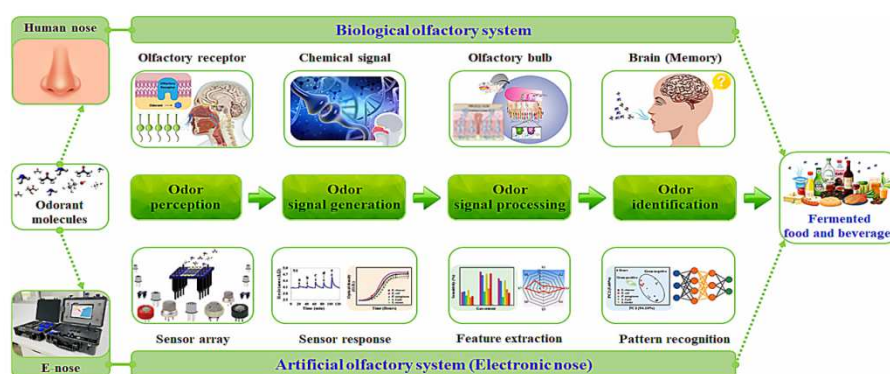 Human nose
Biological olfactory system
Olfactory receptor
Chemical signal
Olfactory bulb
Brain (Memory)
Odorant
molecules
Odor
perception
Odor
signal generation
Odor
signal processing
Odor
identification
Fermented
food and beverage
Sensor array
Sensor response
Feature extraction
Pattern recognition
E-nose
Artificial olfactory system (Electronic nose)